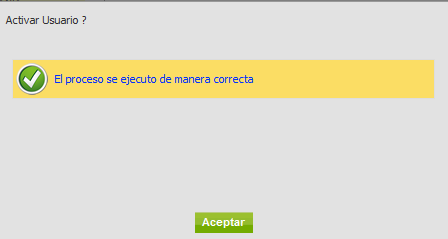 Activar Usuario ?
El proceso se ejecuto de manera correcta
Aceptar